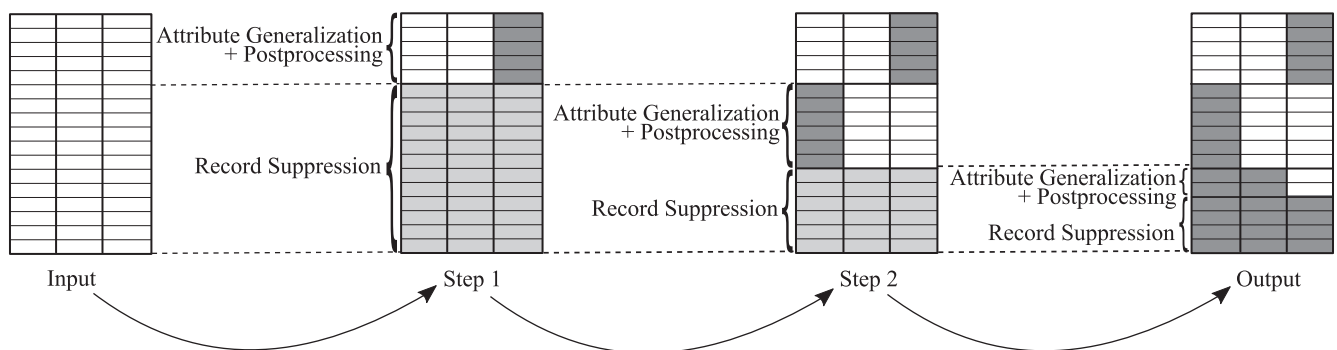 Attribute Generalization
+ Postprocessing
Record Suppression
Attribute Generalization
+ Postprocessing
Record Suppression
Attribute Generalization
+ Postprocessing
Record Suppression
Input
Step 1
Step 2
Output